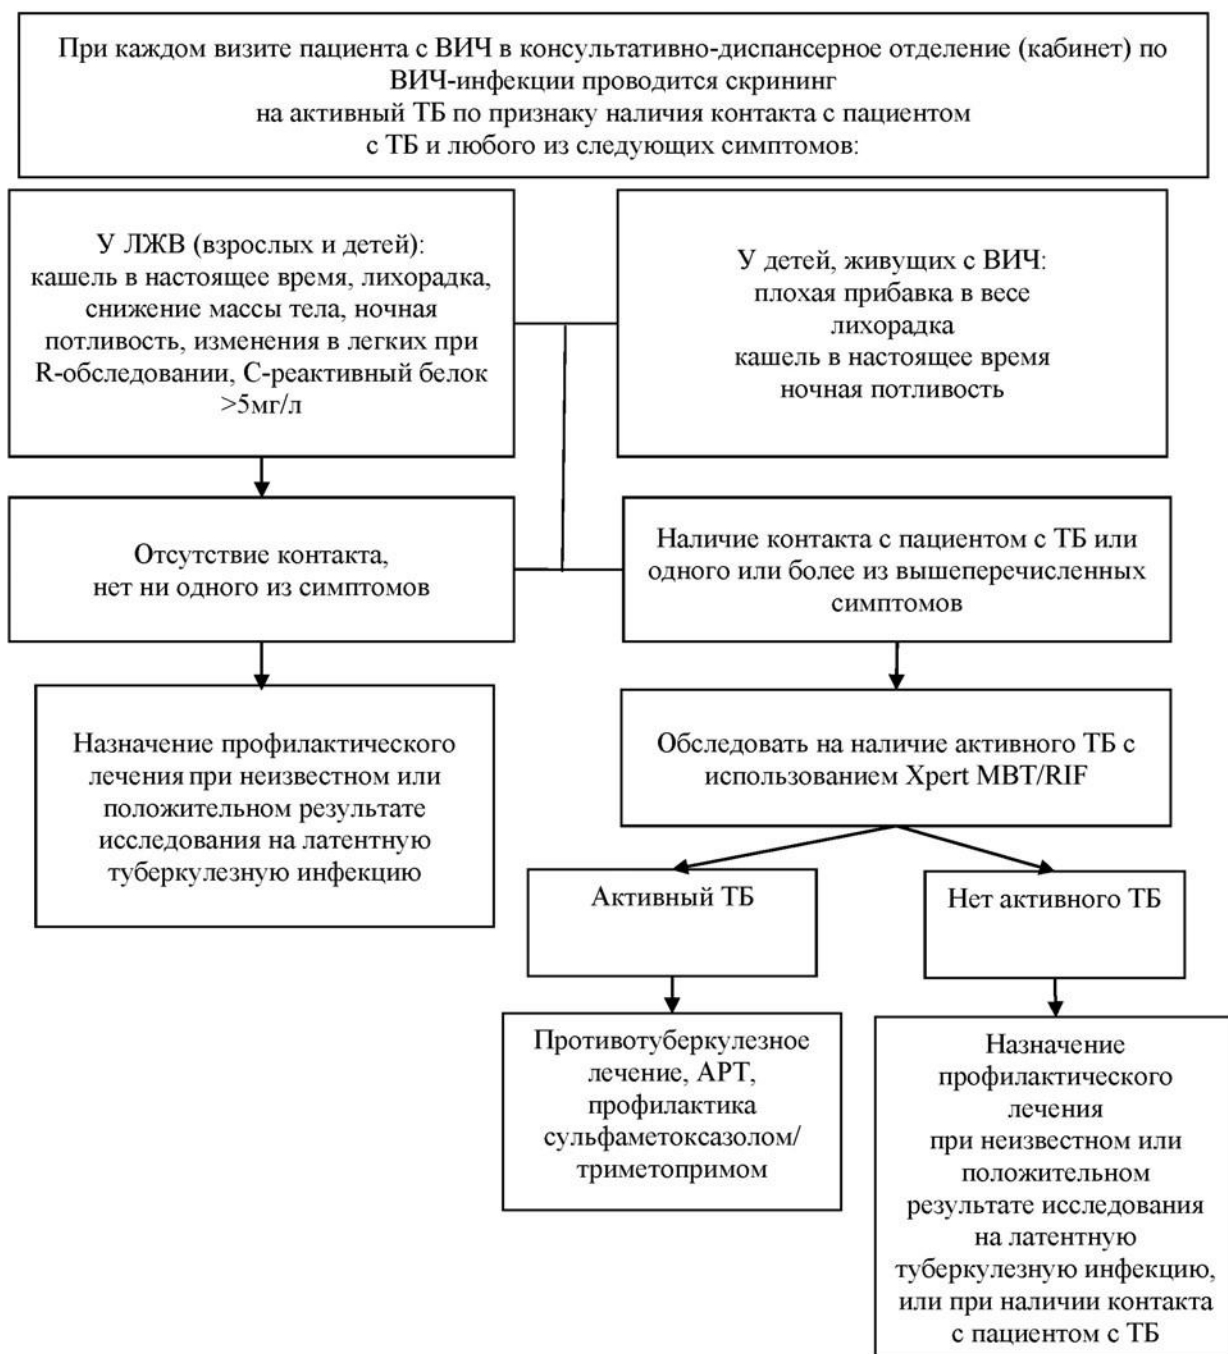 При каждом визите пациента с ВИЧ в консультативно-диспансерное отделение (кабинет) по
ВИЧ-инфекции проводится скрининг
на активный ТБ по признаку наличия контакта с пациентом
с ТБ и любого из следующих симптомов:
У ЛЖВ (взрослых и детей):
кашель в настоящее время, лихорадка,
снижение массы тела, ночная
потливость, изменения в легких при
R-обследовании, С-реактивный белок
>5мг/л
У детей, живущих с ВИЧ:
плохая прибавка в весе
лихорадка
кашель в настоящее время
ночная потливость
Отсутствие контакта,
нет ни одного из симптомов
Наличие контакта с пациентом с ТБ или
одного или более из вышеперечисленных
симптомов
Назначение профилактического
лечения при неизвестном или
положительном результате
исследования на латентную
туберкулезную инфекцию
Обследовать на наличие активного ТБ с
использованием Xpert MBT/RIF
Активный ТБ
Нет активного ТБ
Противотуберкулезное
лечение, АРТ,
профилактика
сульфаметоксазолом/
триметопримом
Назначение
профилактического
лечения
при неизвестном или
положительном
результате исследования
на латентную
туберкулезную инфекцию,
или при наличии контакта
с пациентом с ТБ